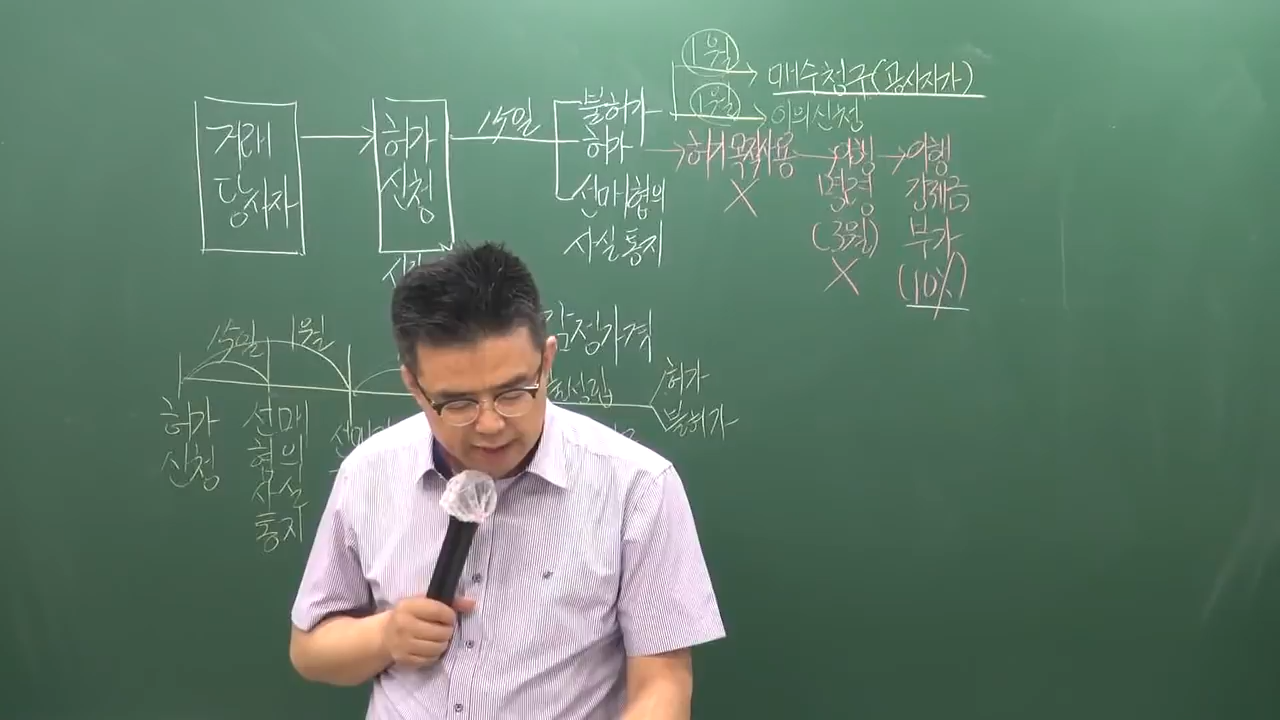 1월 매수청구(공사자가)
1월 이의신청
거래
당사자
허가
신청
15일
불허가
허가
선매협의
사실통지
허가목적사용
X
이행
명령
(3월)
X
이행
강제금
부가
(10%)
15일
1월
허가
신청
선매
협의
사실
통지
감정가격
허가
불허가